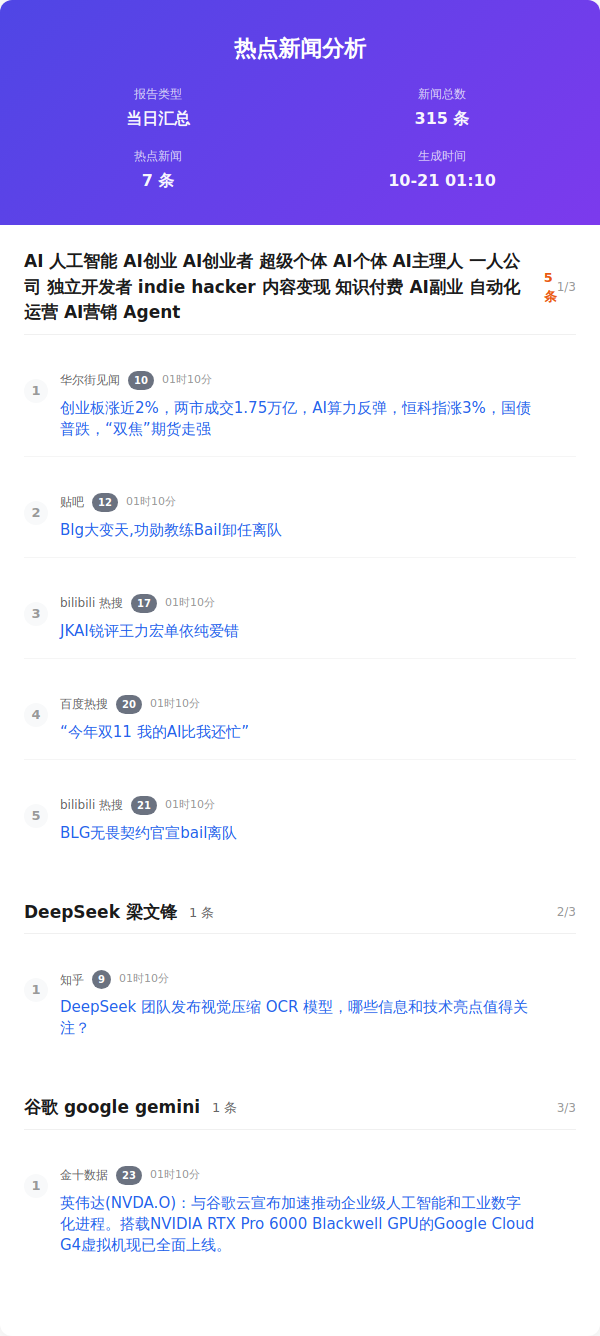 热点新闻分析
报告类型
新闻总数
当日汇总
315 条
热点新闻
生成时间
7 条
10-21 01:10
AI 人工智能 AI创业 AI创业者 超级个体 AI个体 AI主理人 一人公
司 独立开发者 indie hacker 内容变现 知识付费 AI副业 自动化
运营 AI营销 Agent
5
条
1/3
1
华尔街见闻 10 01时10分
创业板涨近2%，两市成交1.75万亿，AI算力反弹，恒科指涨3%，国债
普跌，“双焦”期货走强
2
贴吧 12 01时10分
Blg大变天,功勋教练Bail卸任离队
3
bilibili 热搜 17 01时10分
JKAI锐评王力宏单依纯爱错
4
百度热搜 20 01时10分
“今年双11 我的AI比我还忙”
5
bilibili 热搜 21 01时10分
BLG无畏契约官宣bail离队
DeepSeek 梁文锋 1 条 2/3
1
知乎 9 01时10分
DeepSeek 团队发布视觉压缩 OCR 模型，哪些信息和技术亮点值得关
注？
谷歌 google gemini 1 条 3/3
1
金十数据 23 01时10分
英伟达(NVDA.O)：与谷歌云宣布加速推动企业级人工智能和工业数字
化进程。搭载NVIDIA RTX Pro 6000 Blackwell GPU的Google Cloud
G4虚拟机现已全面上线。